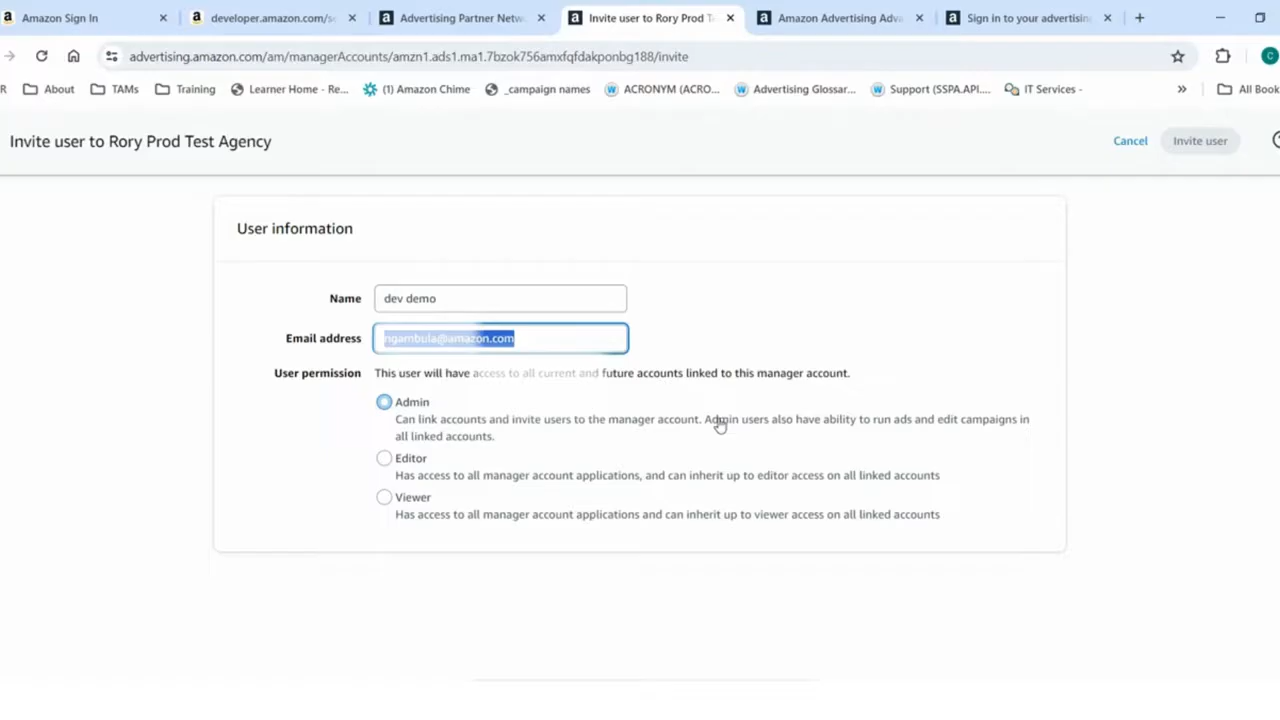 Amazon Sign In
developer.amazon.com/s
Advertising Partner Netw
Invite user to Rory Prod T
Amazon Advertising Adv
Sign in to your advertisin
advertising.amazon.com/am/managerAccounts/amzn1.ads1.ma1.7bzok756amxfqfdakponbg188/invite
R
About
TAMs
Training
Learner Home - Re...
(1) Amazon Chime
_campaign names
ACRONYM (ACRO...
Advertising Glossar...
Support (SSPA.API....
IT Services -
»
All Book
Invite user to Rory Prod Test Agency
Cancel
Invite user
User information
Name
dev demo
Email address
ngambula@amazon.com
User permission
This user will have access to all current and future accounts linked to this manager account.
Admin
Can link accounts and invite users to the manager account. Admin users also have ability to run ads and edit campaigns in
all linked accounts.
Editor
Has access to all manager account applications, and can inherit up to editor access on all linked accounts
Viewer
Has access to all manager account applications and can inherit up to viewer access on all linked accounts